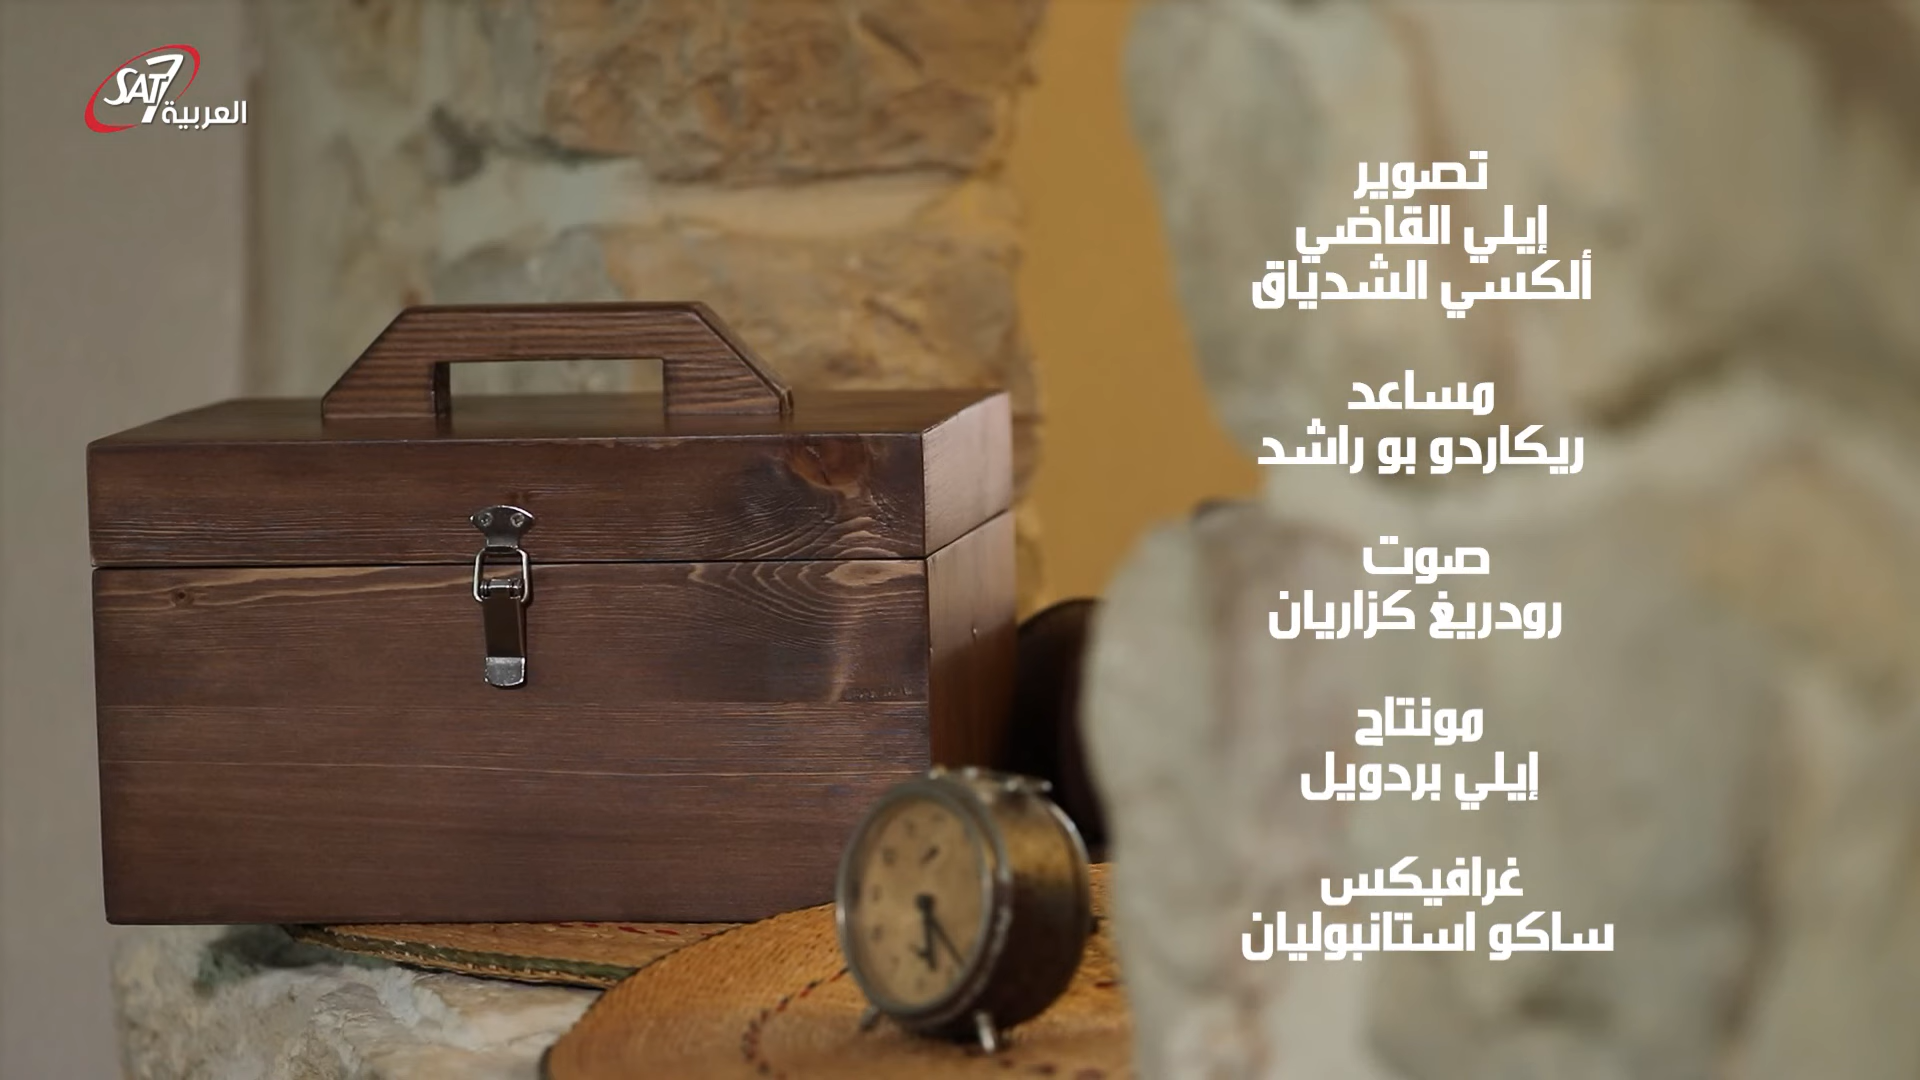 SAT7
العربية
تصوير
إيلي القاضي
ألكسي الشدياق
مساعد
ريكاردو بو راشد
صوت
رودريغ كزاريان
مونتاج
إيلي بردويل
غرافيكس
ساكو استانبوليان